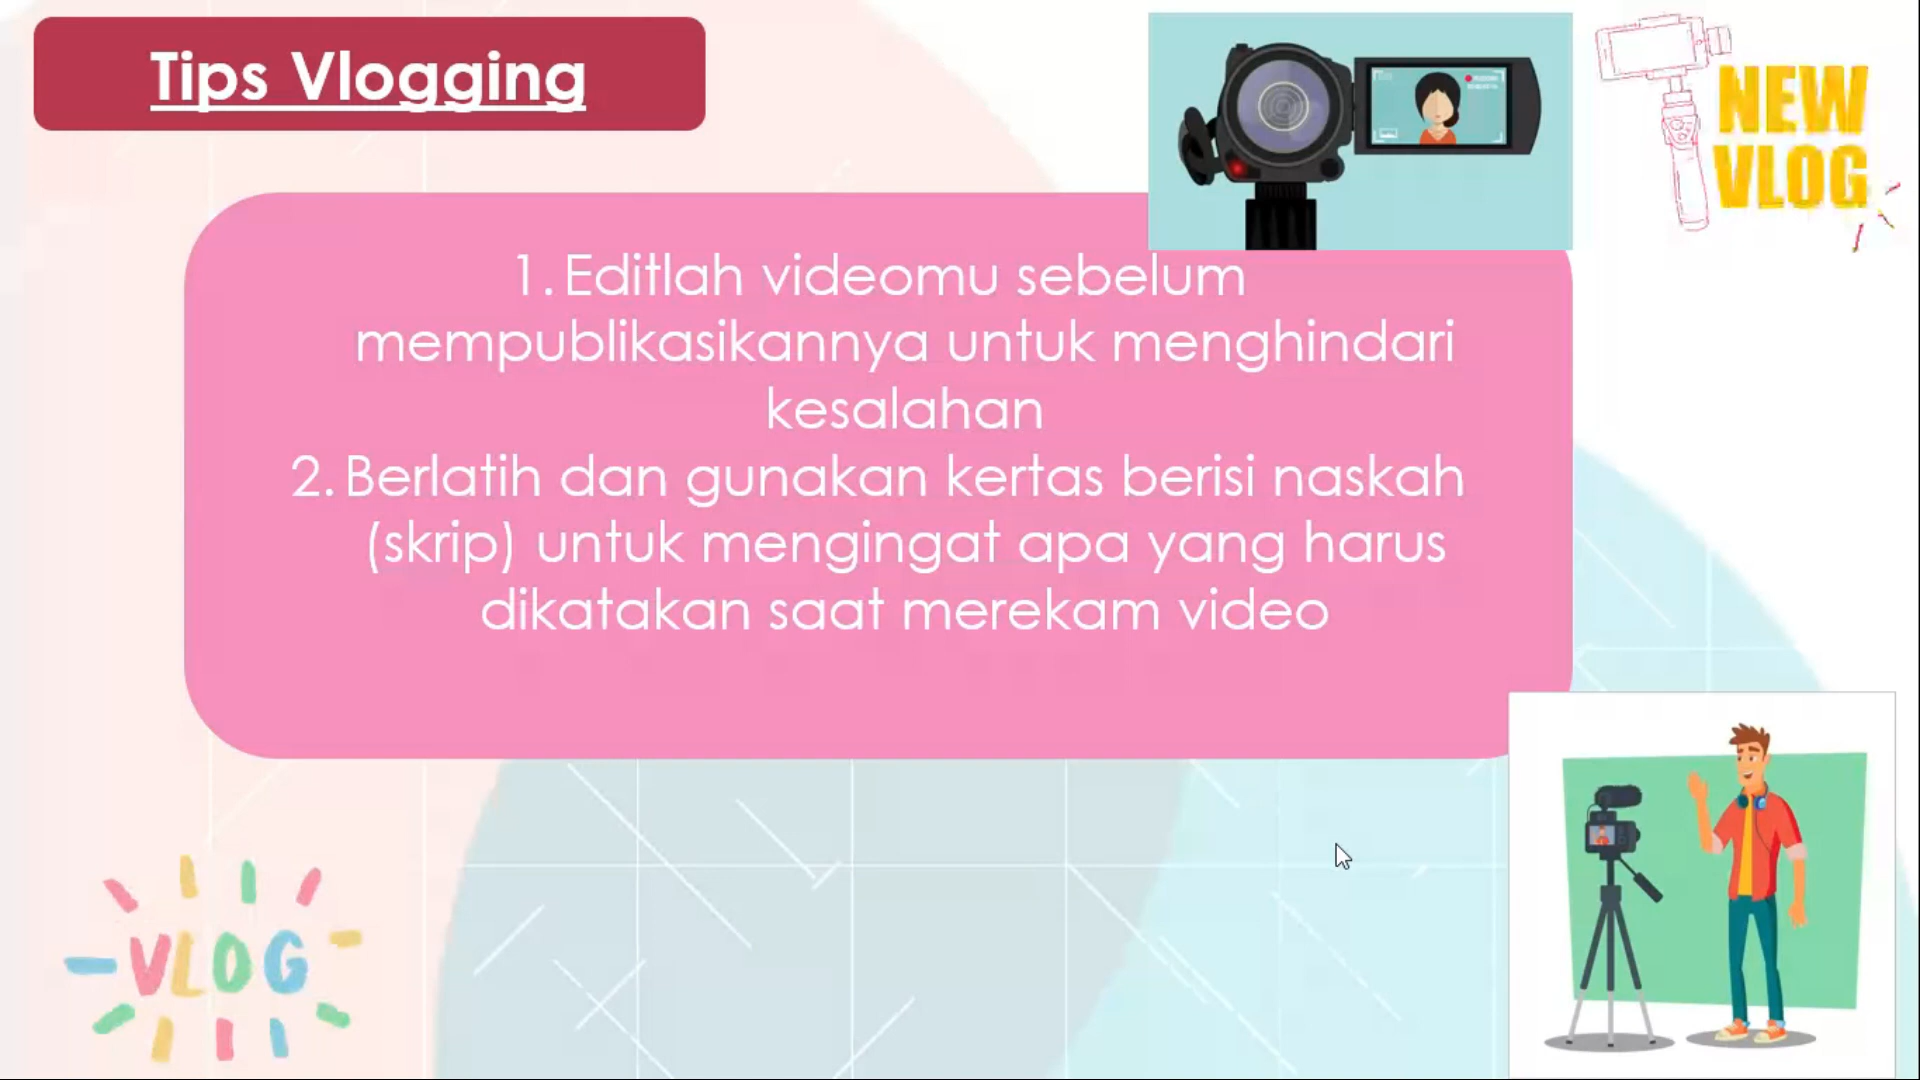 Tips Vlogging
NEW
VLOG
1. Editlah videomu sebelum
mempublikasikannya untuk menghindari
kesalahan
2. Berlatih dan gunakan kertas berisi naskah
(skrip) untuk mengingat apa yang harus
dikatakan saat merekam video
VLOG